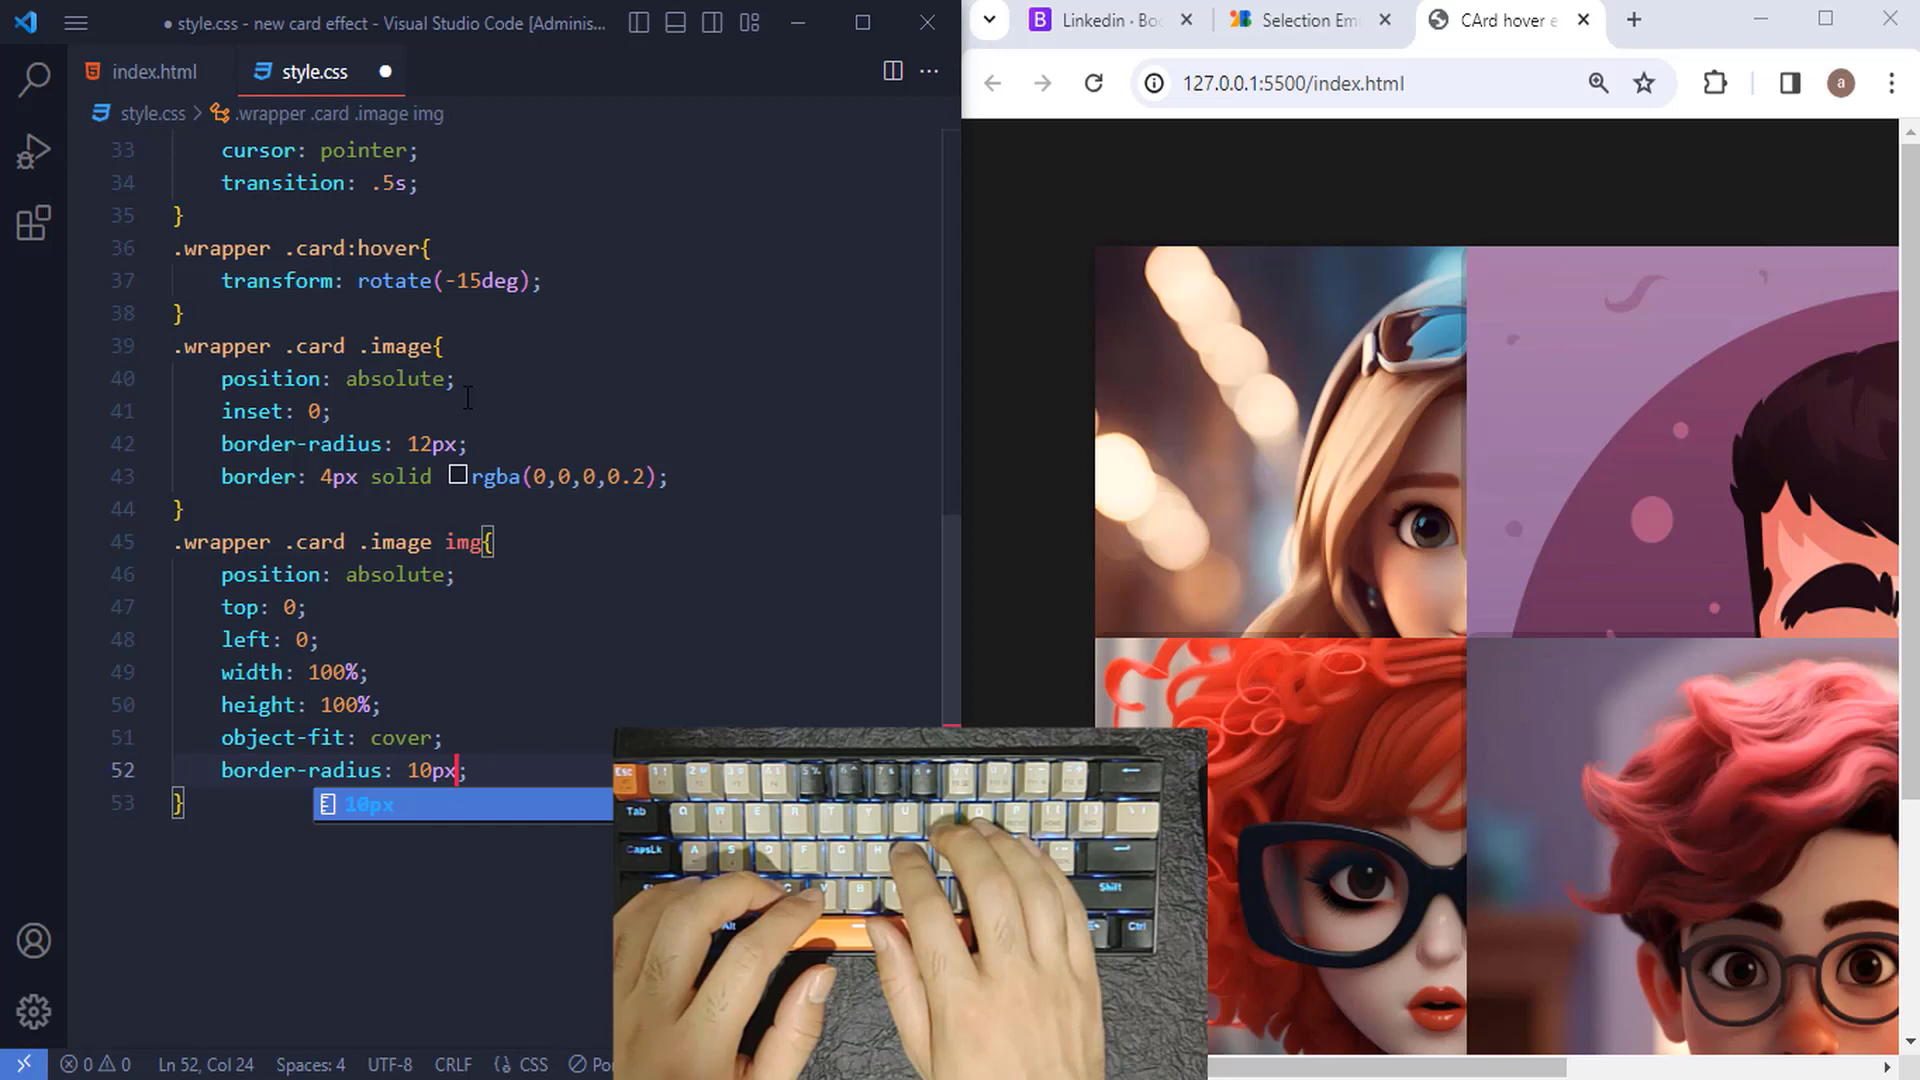 style.css - new card effect - Visual Studio Code [Adminis...
index.html
style.css
style.css > .wrapper .card .image img
33 cursor: pointer;
34 transition: .5s;
35 }
36 .wrapper .card:hover{
37 transform: rotate(-15deg);
38 }
39 .wrapper .card .image{
40 position: absolute;
41 inset: 0;
42 border-radius: 12px;
43 border: 4px solid rgba(0,0,0,0.2);
44 }
45 .wrapper .card .image img{
46 position: absolute;
47 top: 0;
48 left: 0;
49 width: 100%;
50 height: 100%;
51 object-fit: cover;
52 border-radius: 10px;
53 }
10px
0 0 Ln 52, Col 24 Spaces: 4 UTF-8 CRLF {} CSS Po
Linkedin · Bo
Selection Em
CArd hover e
127.0.0.1:5500/index.html
a
Esc
Tab Q W E R T Y U
CapsLk A S D F G H
C V B Shift
Alt Ctrl